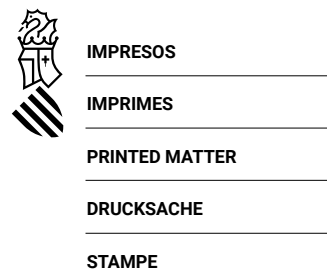 IMPRESOS
IMPRIMES
PRINTED MATTER
DRUCKSACHE
STAMPE